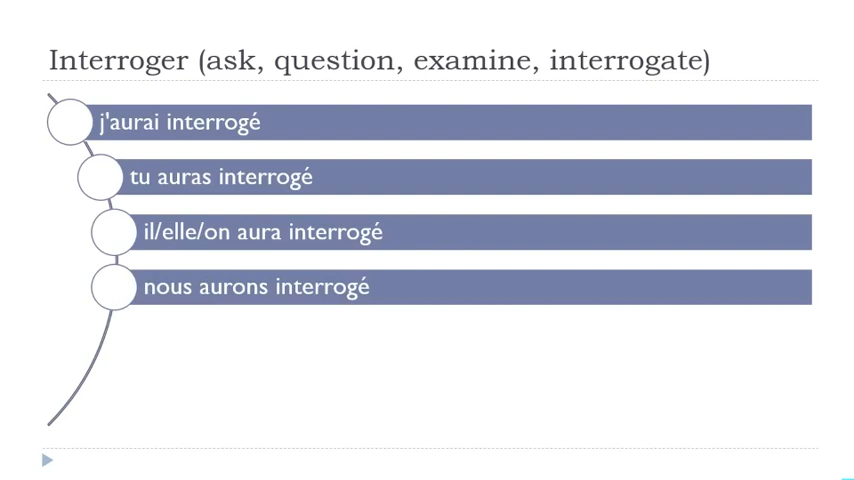 Interroger (ask, question, examine, interrogate)
j'aurai interrogé
tu auras interrogé
il/elle/on aura interrogé
nous aurons interrogé